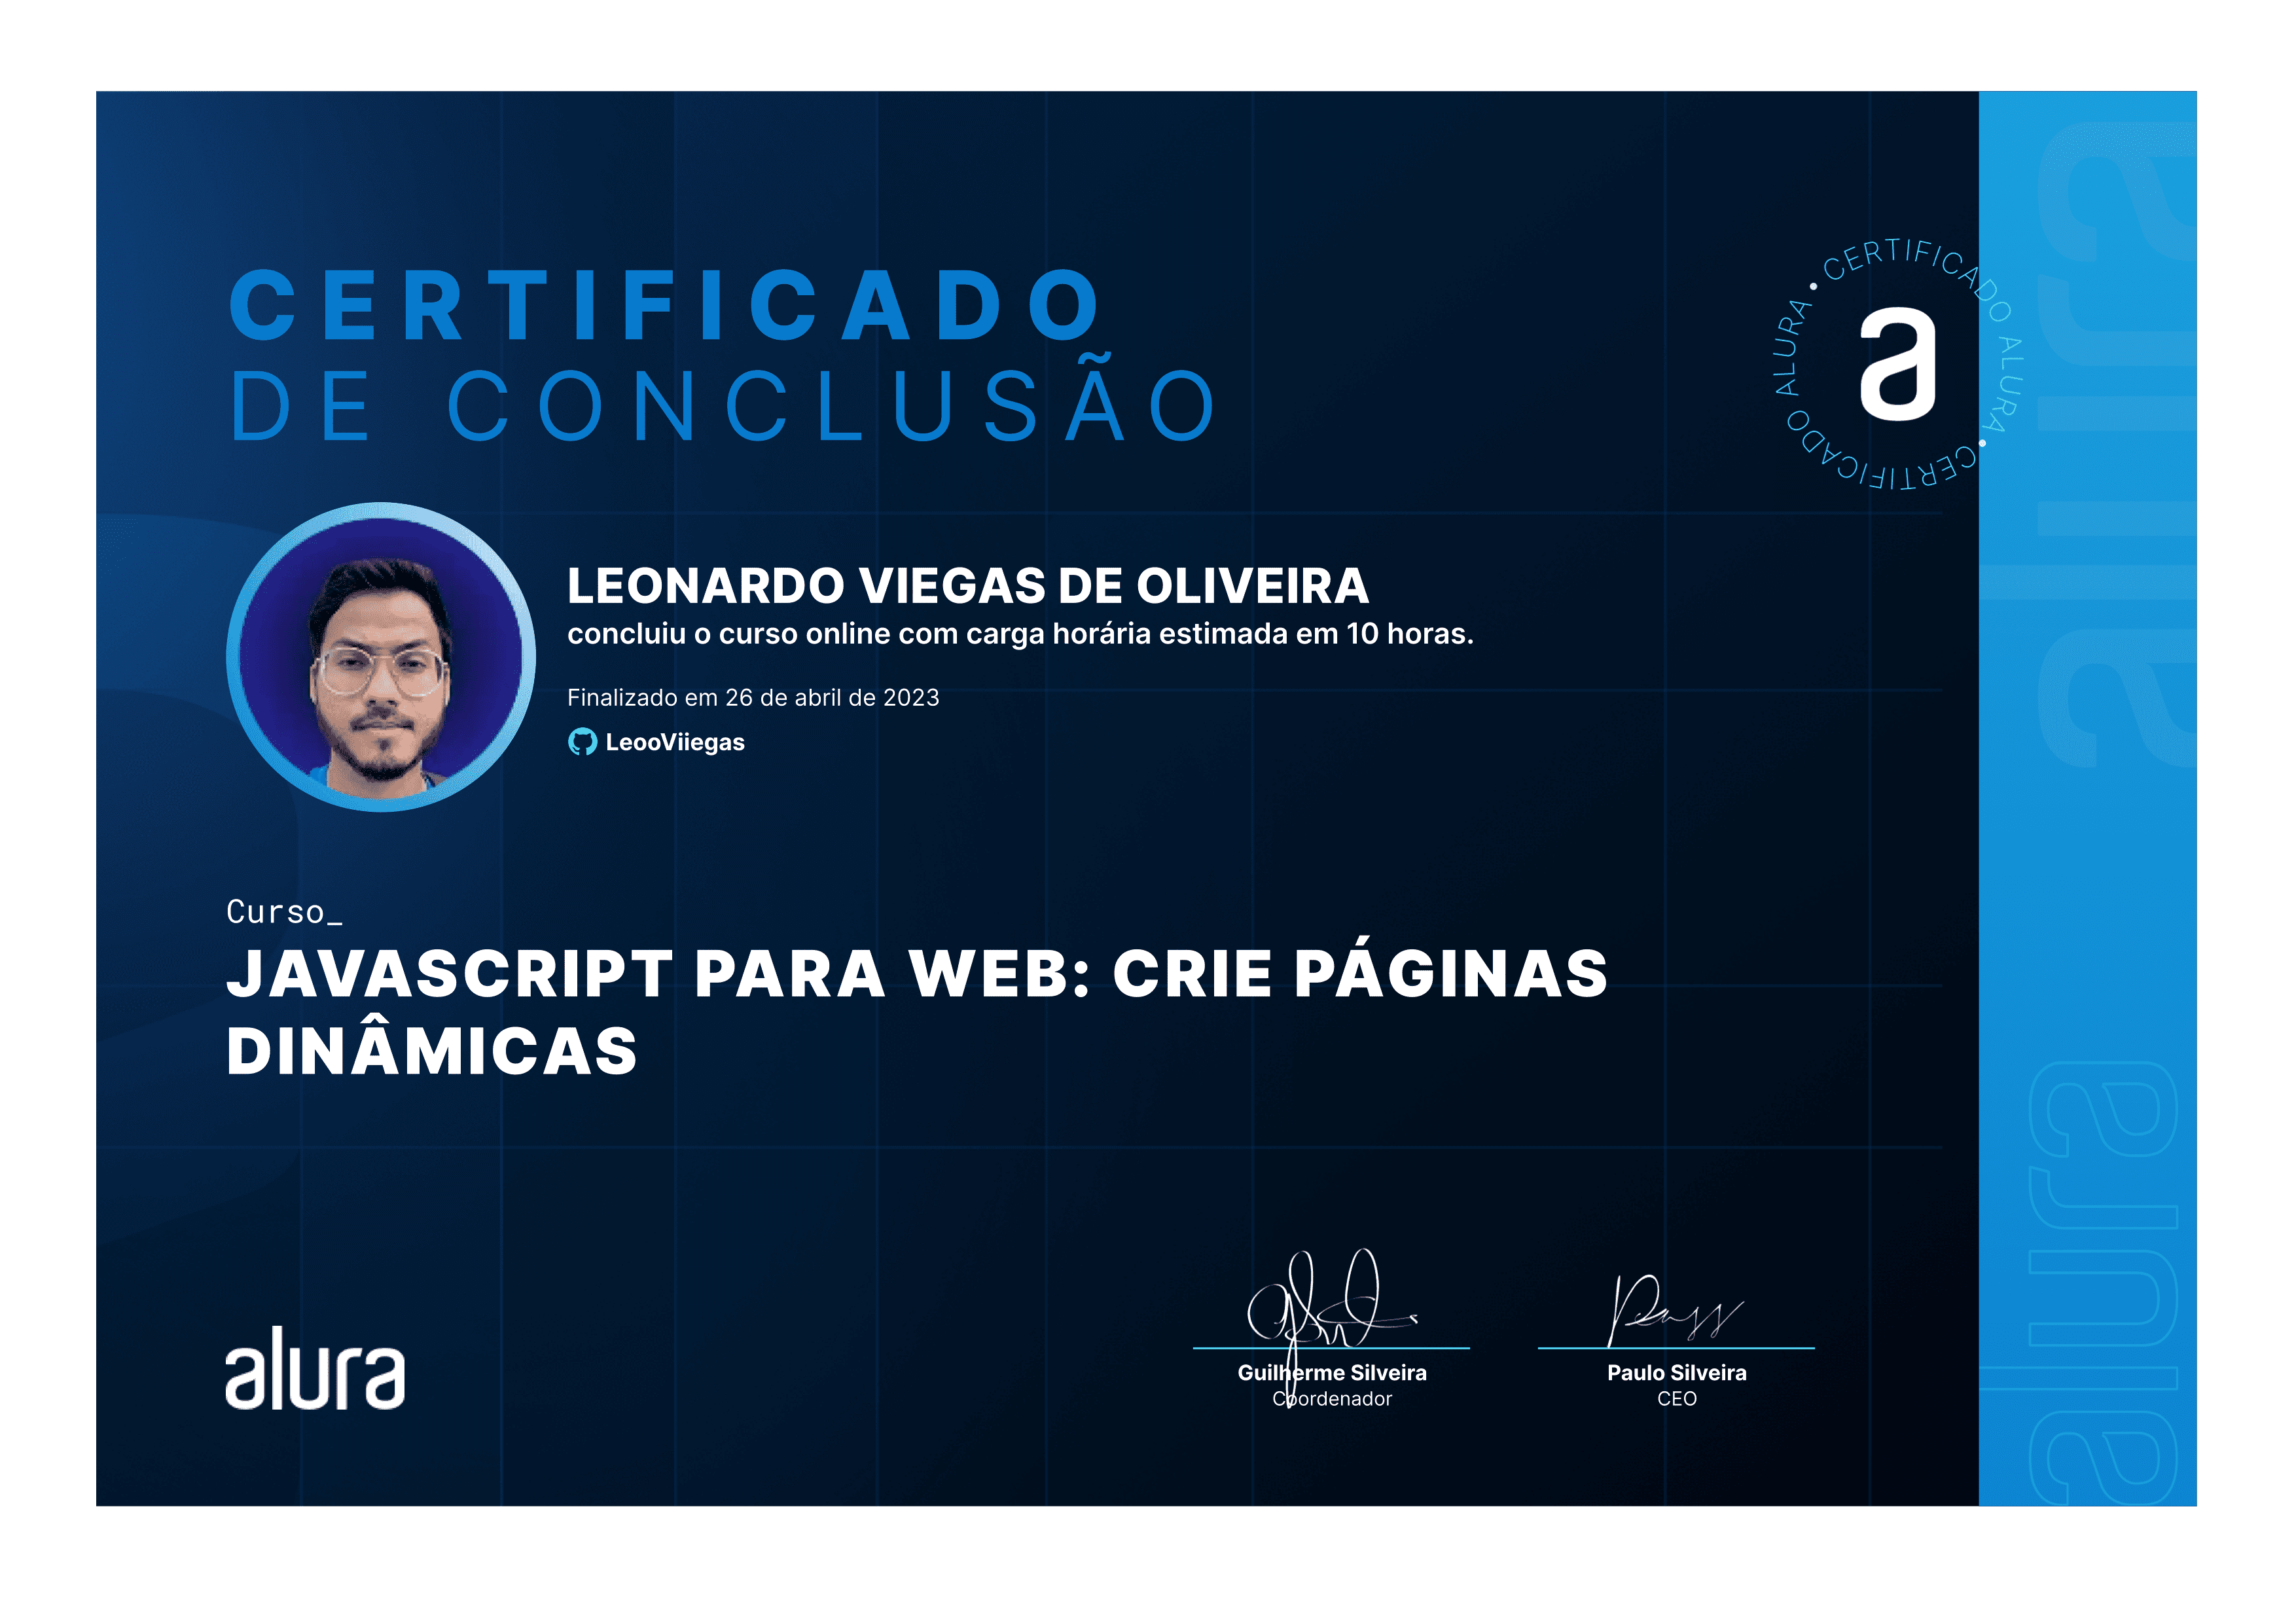 CERTIFICADO
DE CONCLUSÃO
CERTIFICADO ALURA • CERTIFICADO ALURA •
a
LEONARDO VIEGAS DE OLIVEIRA
concluiu o curso online com carga horária estimada em 10 horas.
Finalizado em 26 de abril de 2023
LeooViiegas
Curso_
JAVASCRIPT PARA WEB: CRIE PÁGINAS
DINÂMICAS
alura
Guilherme Silveira
Coordenador
Paulo Silveira
CEO
alura
alura